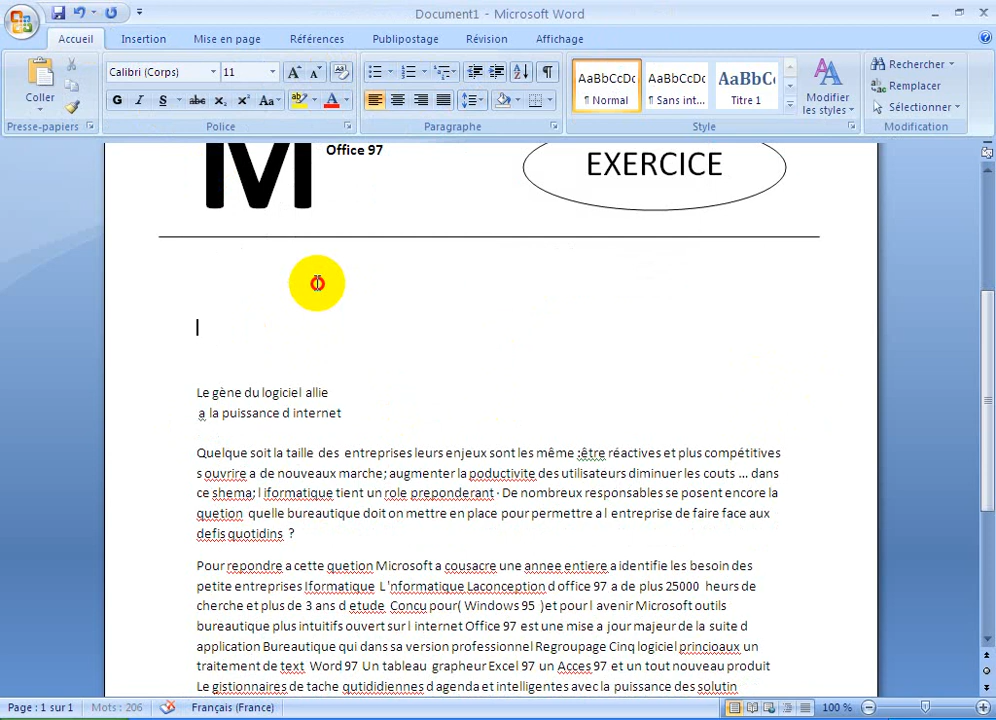 Document1 - Microsoft Word
Accueil Insertion Mise en page Références Publipostage Révision Affichage
Coller
Presse-papiers
Calibri (Corps) 11
G I S abc X₂ X² Aa
Police
Paragraphe
AaBbCcDc AaBbCcDc AaBbC
¶ Normal ¶ Sans int... Titre 1
Modifier
les styles
Style
Rechercher
Remplacer
Sélectionner
Modification
M Office 97 EXERCICE
Le gène du logiciel allie
a la puissance d internet
Quelque soit la taille des entreprises leurs enjeux sont les même ;être réactives et plus compétitives
s ouvrire a de nouveaux marche; augmenter la poductivite des utilisateurs diminuer les couts ... dans
ce shema; l iformatique tient un role preponderant · De nombreux responsables se posent encore la
quetion quelle bureautique doit on mettre en place pour permettre a l entreprise de faire face aux
defis quotidins ?
Pour repondre a cette quetion Microsoft a cousacre une annee entiere a identifie les besoin des
petite entreprises Iformatique L'nformatique Laconception d office 97 a de plus 25000 heurs de
cherche et plus de 3 ans d etude Concu pour( Windows 95 )et pour l avenir Microsoft outils
bureautique plus intuitifs ouvert sur l internet Office 97 est une mise a jour majeur de la suite d
application Bureautique qui dans sa version professionnel Regroupage Cinq logiciel princioaux un
traitement de text Word 97 Un tableau grapheur Excel 97 un Acces 97 et un tout nouveau produit
Le gistionnaires de tache qutididiennes d agenda et intelligentes avec la puissance des solutin
Page : 1 sur 1 Mots : 206 Français (France) 100 %